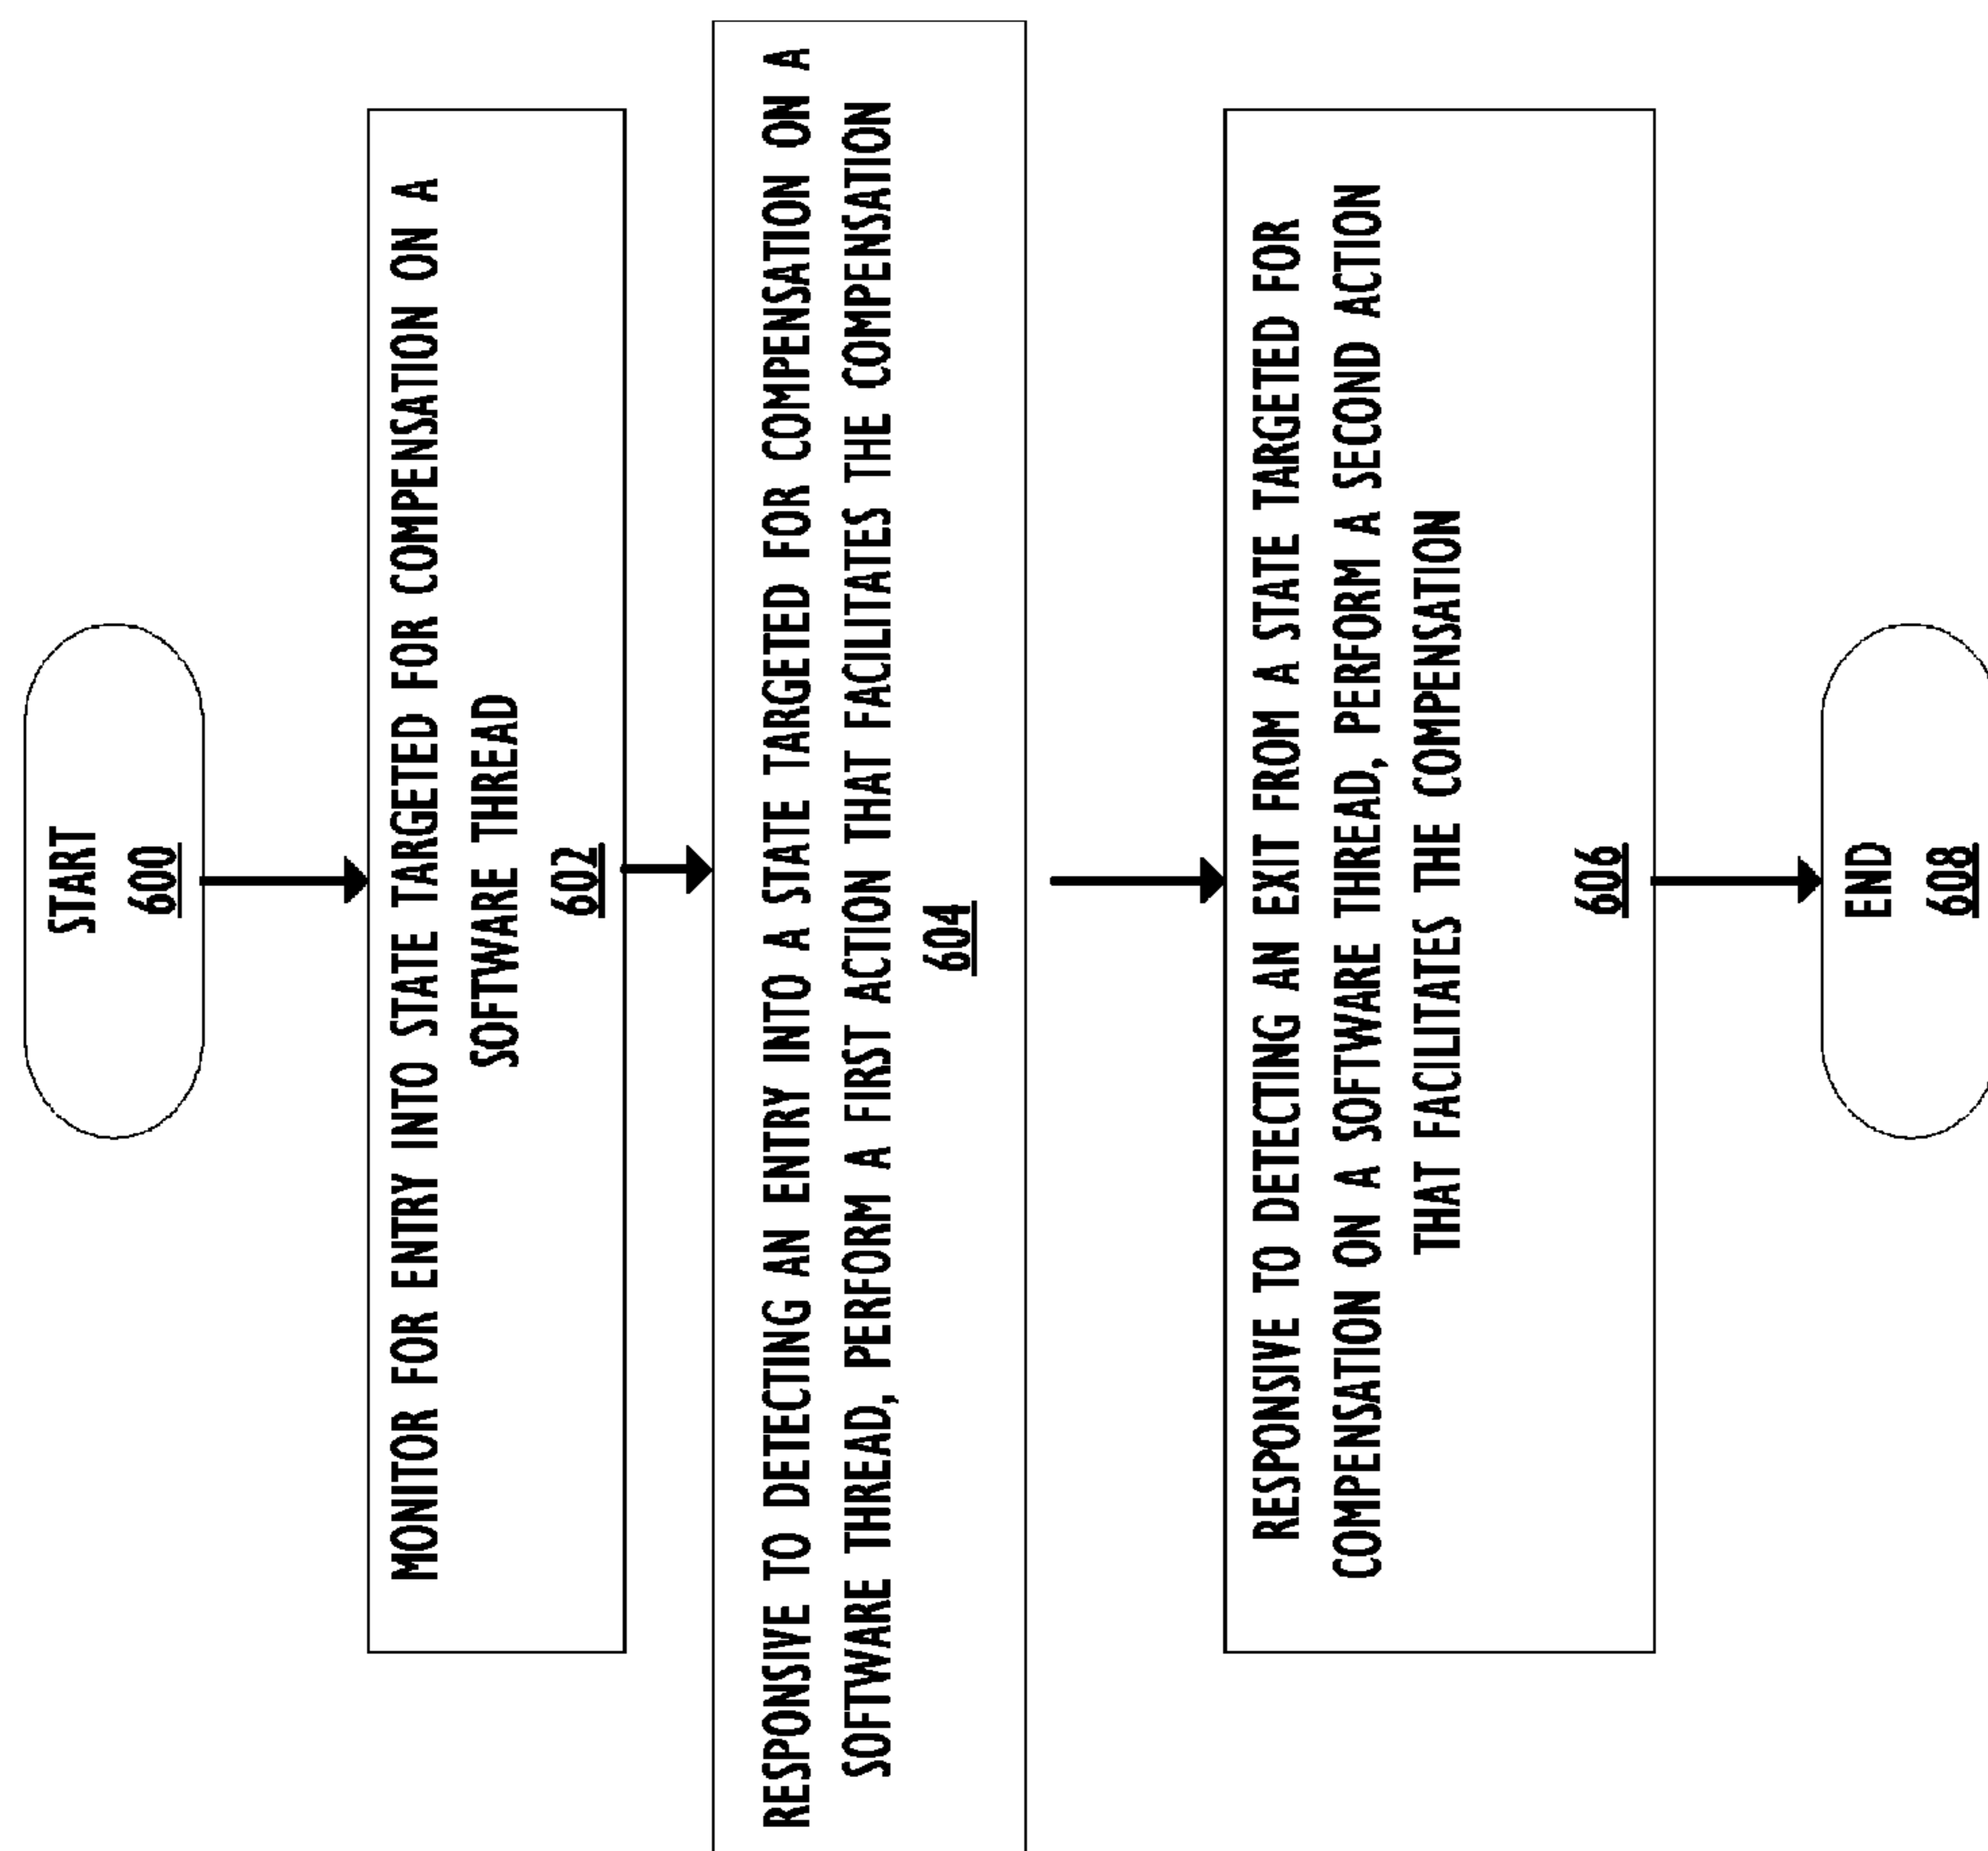 START
600
MONITOR FOR ENTRY INTO STATE TARGETED FOR COMPENSATION ON A
SOFTWARE THREAD
602
RESPONSIVE TO DETECTING AN ENTRY INTO A STATE TARGETED FOR COMPENSATION ON A
SOFTWARE THREAD, PERFORM A FIRST ACTION THAT FACILITATES THE COMPENSATION
604
RESPONSIVE TO DETECTING AN EXIT FROM A STATE TARGETED FOR
COMPENSATION ON A SOFTWARE THREAD, PERFORM A SECOND ACTION
THAT FACILITATES THE COMPENSATION
606
END
608